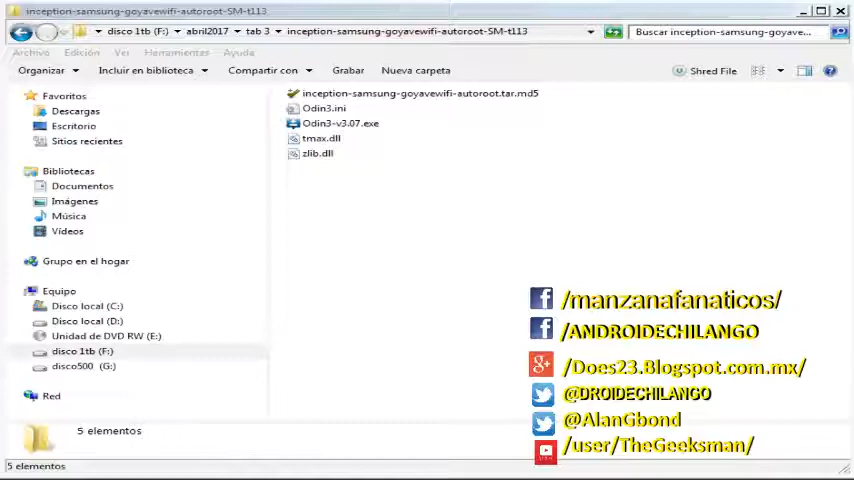 inception-samsung-goyavewifi-autoroot-SM-t113
disco 1tb (F:) abril2017 tab 3 inception-samsung-goyavewifi-autoroot-SM-t113
Buscar inception-samsung-goyave...
Archivo Edición Ver Herramientas Ayuda
Organizar Incluir en biblioteca Compartir con Grabar Nueva carpeta Shred File
Favoritos
Descargas
Escritorio
Sitios recientes
Bibliotecas
Documentos
Imágenes
Música
Vídeos
Grupo en el hogar
Equipo
Disco local (C:)
Disco local (D:)
Unidad de DVD RW (E:)
disco 1tb (F:)
disco500 (G:)
Red
inception-samsung-goyavewifi-autoroot.tar.md5
Odin3.ini
Odin3-v3.07.exe
tmax.dll
zlib.dll
/manzanafanaticos/
/ANDROIDECHILANGO
/Does23.Blogspot.com.mx/
@DROIDECHILANGO
@AlanGbond
/user/TheGeeksman/
5 elementos
5 elementos